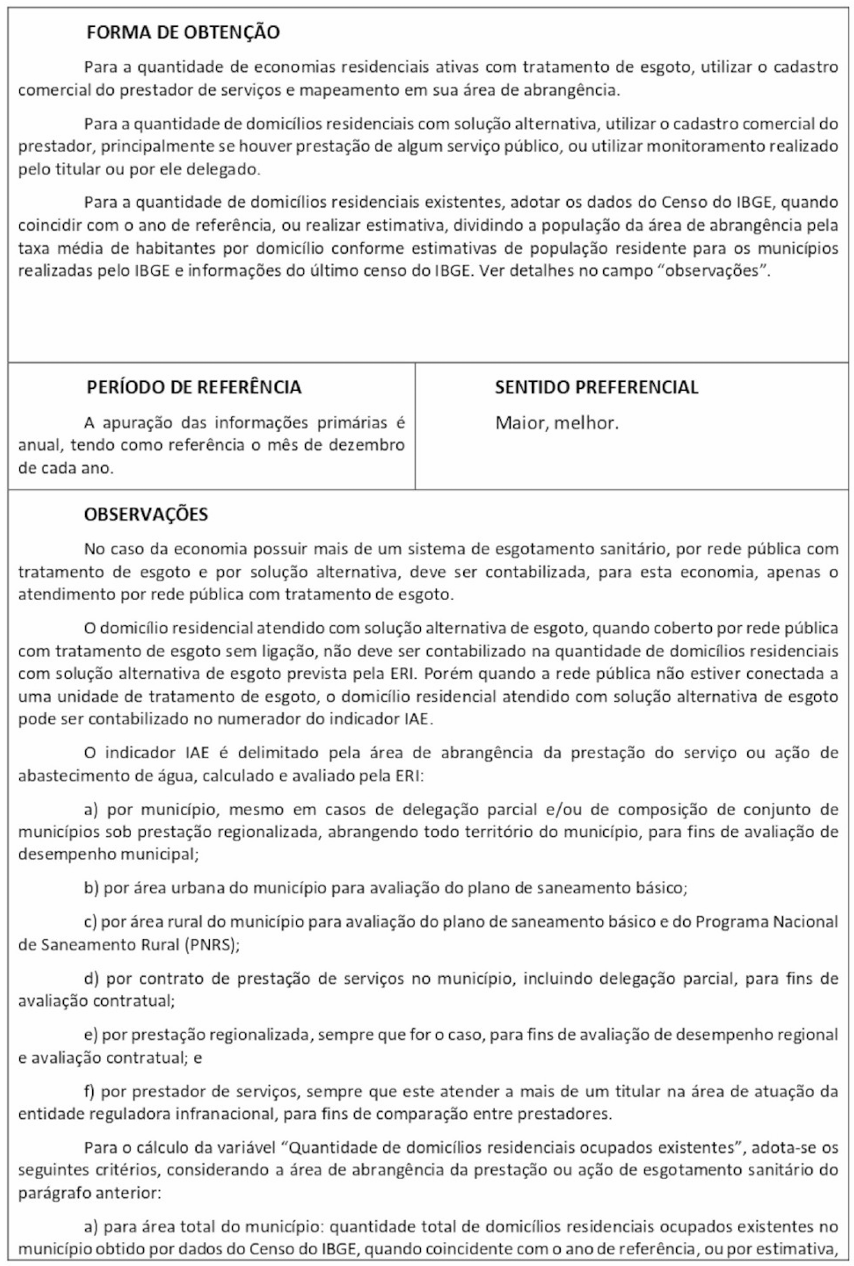 FORMA DE OBTENÇÃO
Para a quantidade de economias residenciais ativas com tratamento de esgoto, utilizar o cadastro
comercial do prestador de serviços e mapeamento em sua área de abrangência.
Para a quantidade de domicílios residenciais com solução alternativa, utilizar o cadastro comercial do
prestador, principalmente se houver prestação de algum serviço público, ou utilizar monitoramento realizado
pelo titular ou por ele delegado.
Para a quantidade de domicílios residenciais existentes, adotar os dados do Censo do IBGE, quando
coincidir com o ano de referência, ou realizar estimativa, dividindo a população da área de abrangência pela
taxa média de habitantes por domicílio conforme estimativas de população residente para os municípios
realizadas pelo IBGE e informações do último censo do IBGE. Ver detalhes no campo “observações”.
PERÍODO DE REFERÊNCIA
A apuração das informações primárias é
anual, tendo como referência o mês de dezembro
de cada ano.
SENTIDO PREFERENCIAL
Maior, melhor.
OBSERVAÇÕES
No caso da economia possuir mais de um sistema de esgotamento sanitário, por rede pública com
tratamento de esgoto e por solução alternativa, deve ser contabilizada, para esta economia, apenas o
atendimento por rede pública com tratamento de esgoto.
O domicílio residencial atendido com solução alternativa de esgoto, quando coberto por rede pública
com tratamento de esgoto sem ligação, não deve ser contabilizado na quantidade de domicílios residenciais
com solução alternativa de esgoto prevista pela ERI. Porém quando a rede pública não estiver conectada a
uma unidade de tratamento de esgoto, o domicílio residencial atendido com solução alternativa de esgoto
pode ser contabilizado no numerador do indicador IAE.
O indicador IAE é delimitado pela área de abrangência da prestação do serviço ou ação de
abastecimento de água, calculado e avaliado pela ERI:
a) por município, mesmo em casos de delegação parcial e/ou de composição de conjunto de
municípios sob prestação regionalizada, abrangendo todo território do município, para fins de avaliação de
desempenho municipal;
b) por área urbana do município para avaliação do plano de saneamento básico;
c) por área rural do município para avaliação do plano de saneamento básico e do Programa Nacional
de Saneamento Rural (PNRS);
d) por contrato de prestação de serviços no município, incluindo delegação parcial, para fins de
avaliação contratual;
e) por prestação regionalizada, sempre que for o caso, para fins de avaliação de desempenho regional
e avaliação contratual; e
f) por prestador de serviços, sempre que este atender a mais de um titular na área de atuação da
entidade reguladora infranacional, para fins de comparação entre prestadores.
Para o cálculo da variável “Quantidade de domicílios residenciais ocupados existentes”, adota-se os
seguintes critérios, considerando a área de abrangência da prestação ou ação de esgotamento sanitário do
parágrafo anterior:
a) para área total do município: quantidade total de domicílios residenciais ocupados existentes no
município obtido por dados do Censo do IBGE, quando coincidente com o ano de referência, ou por estimativa,